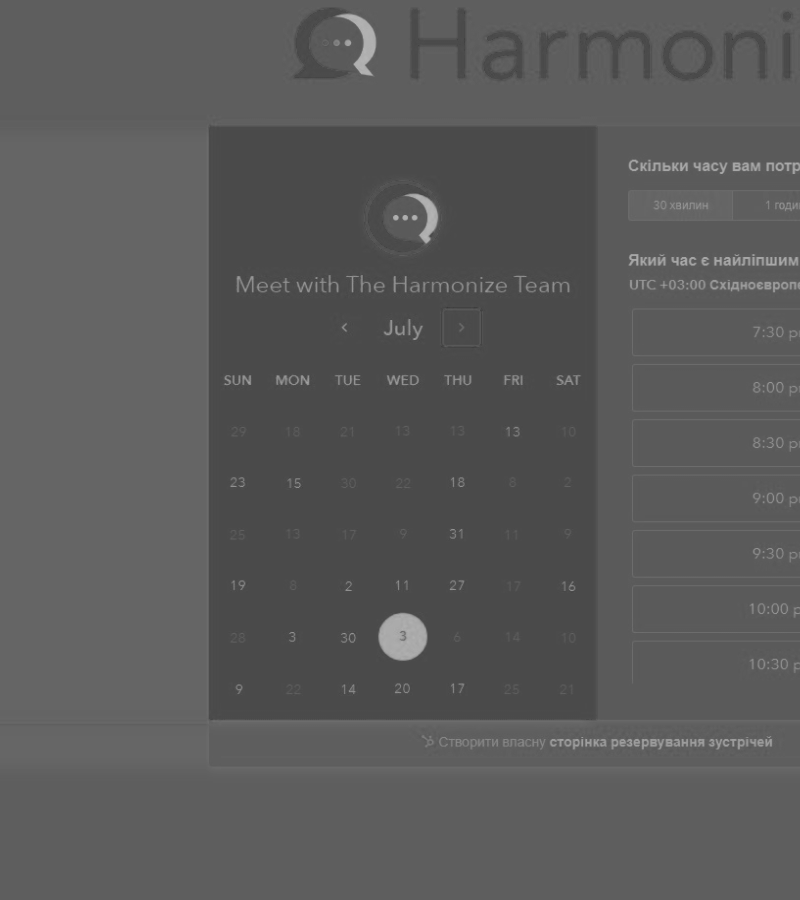 Harmoni
Meet with The Harmonize Team
July
SUN MON TUE WED THU FRI SAT
29 18 21 13 13 13 10
23 15 30 22 18 8 2
25 13 17 9 31 11 9
19 8 2 11 27 17 16
28 3 30 3 6 14 10
9 22 14 20 17 25 21
Скільки часу вам потр
30 хвилин 1 годи
Який час є найліпшим
UTC +03:00 Східноєвропе
7:30 p
8:00 p
8:30 p
9:00 p
9:30 p
10:00 p
10:30 p
Створити власну сторінка резервування зустрічей